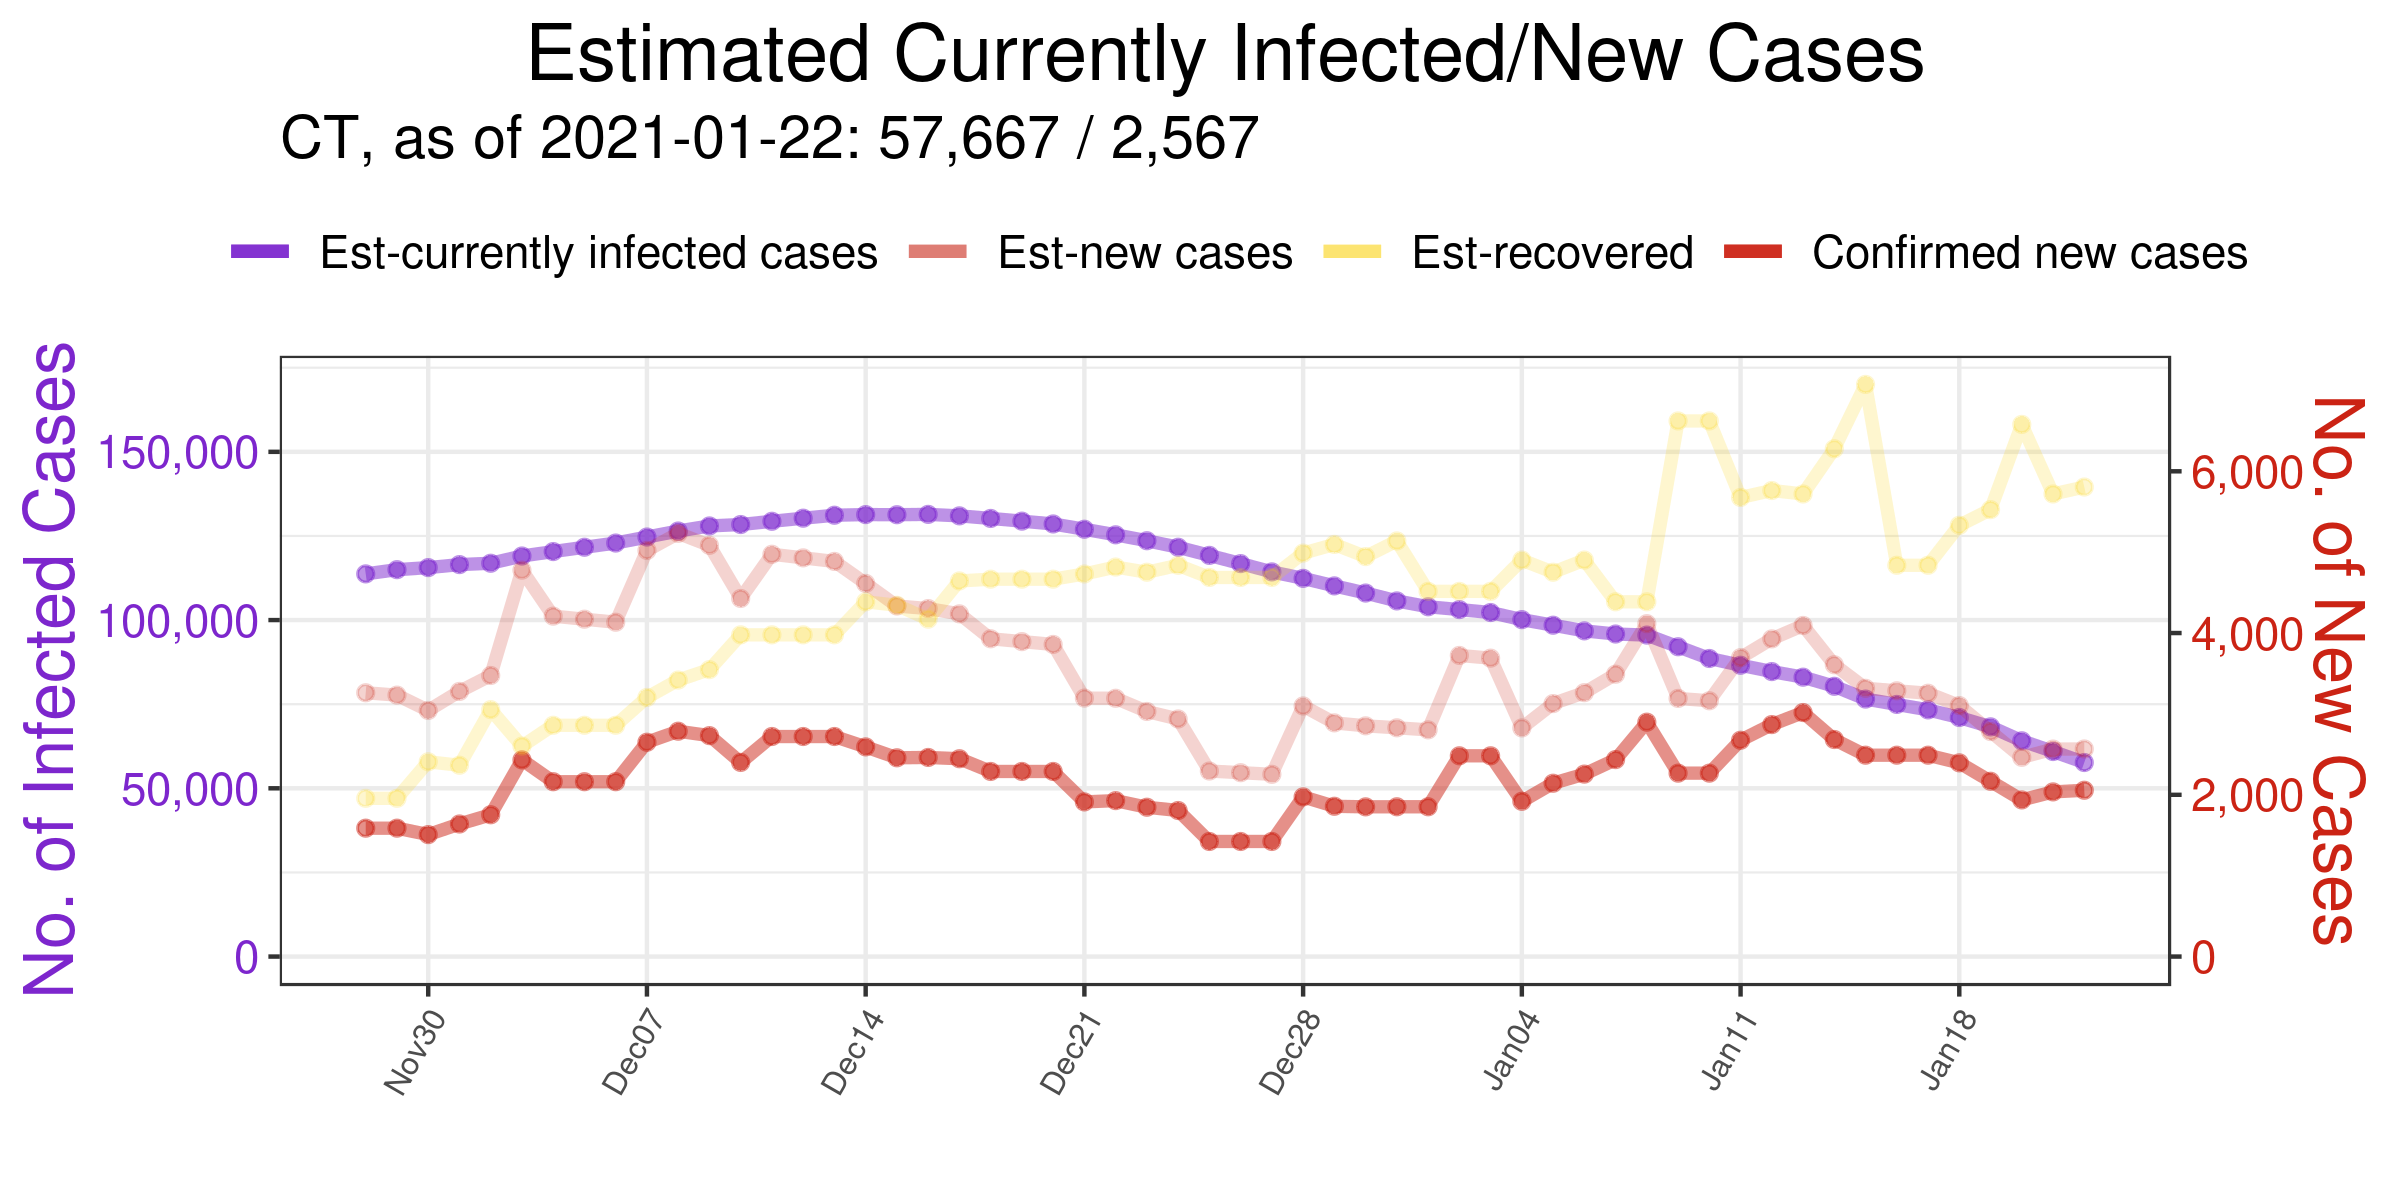 Estimated Currently Infected/New Cases
CT, as of 2021-01-22: 57,667 / 2,567
Est-currently infected cases Est-new cases Est-recovered Confirmed new cases
No. of Infected Cases
150,000
100,000
50,000
0
6,000
4,000
2,000
0
No. of New Cases
Nov30 Dec07 Dec14 Dec21 Dec28 Jan04 Jan11 Jan18